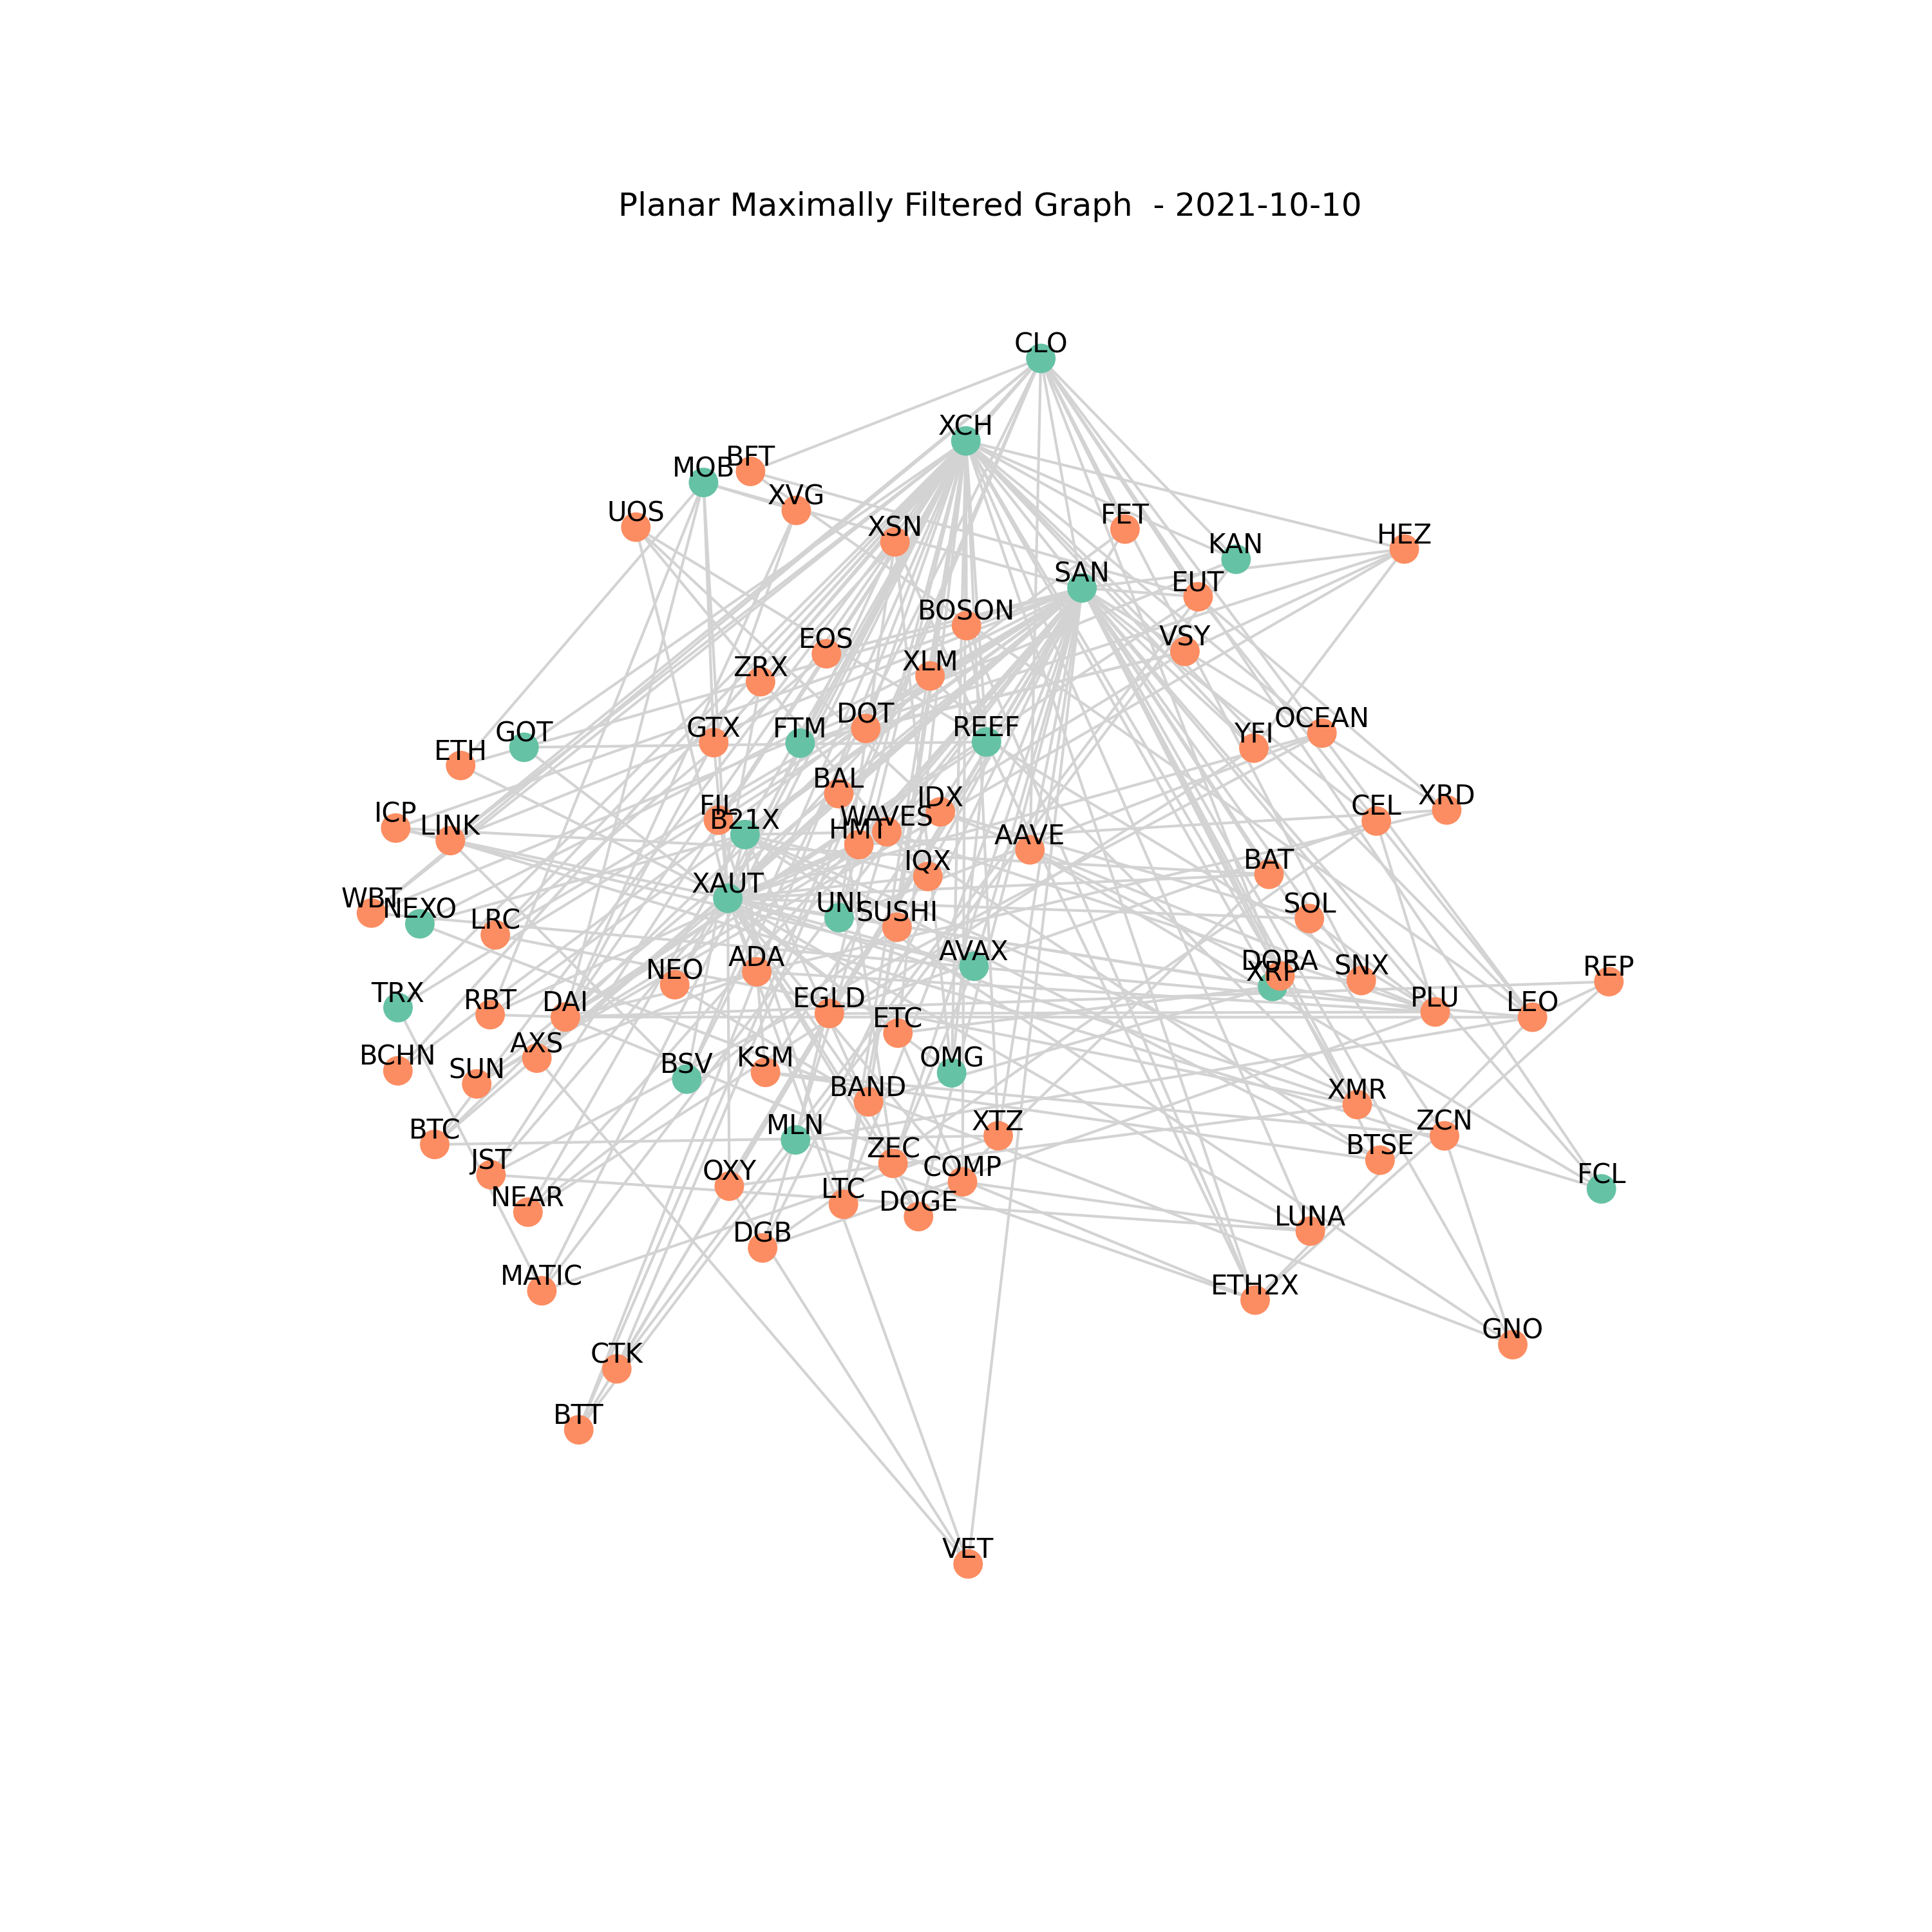 Planar Maximally Filtered Graph  - 2021-10-10
CLO
XCH
BFT
MOB
XVG
UOS
FET
XSN
HEZ
KAN
SAN
EUT
BOSON
EOS
VSY
XLM
ZRX
DOT
OCEAN
GTX
FTM
REEF
GOT
YFI
ETH
BAL
IDX
XRD
FIL
CEL
ICP
B21X
WAVES
LINK
HMT
AAVE
BAT
IQX
XAUT
WBT
UNI
SOL
NEXO
SUSHI
LRC
AVAX
ADA
DORA
SNX
REP
NEO
XRP
TRX
EGLD
PLU
RBT
DAI
LEO
ETC
AXS
BCHN
KSM
OMG
BSV
SUN
BAND
XMR
XTZ
ZCN
MLN
BTC
BTSE
ZEC
JST
COMP
FCL
OXY
LTC
NEAR
DOGE
LUNA
DGB
MATIC
ETH2X
GNO
CTK
BTT
VET